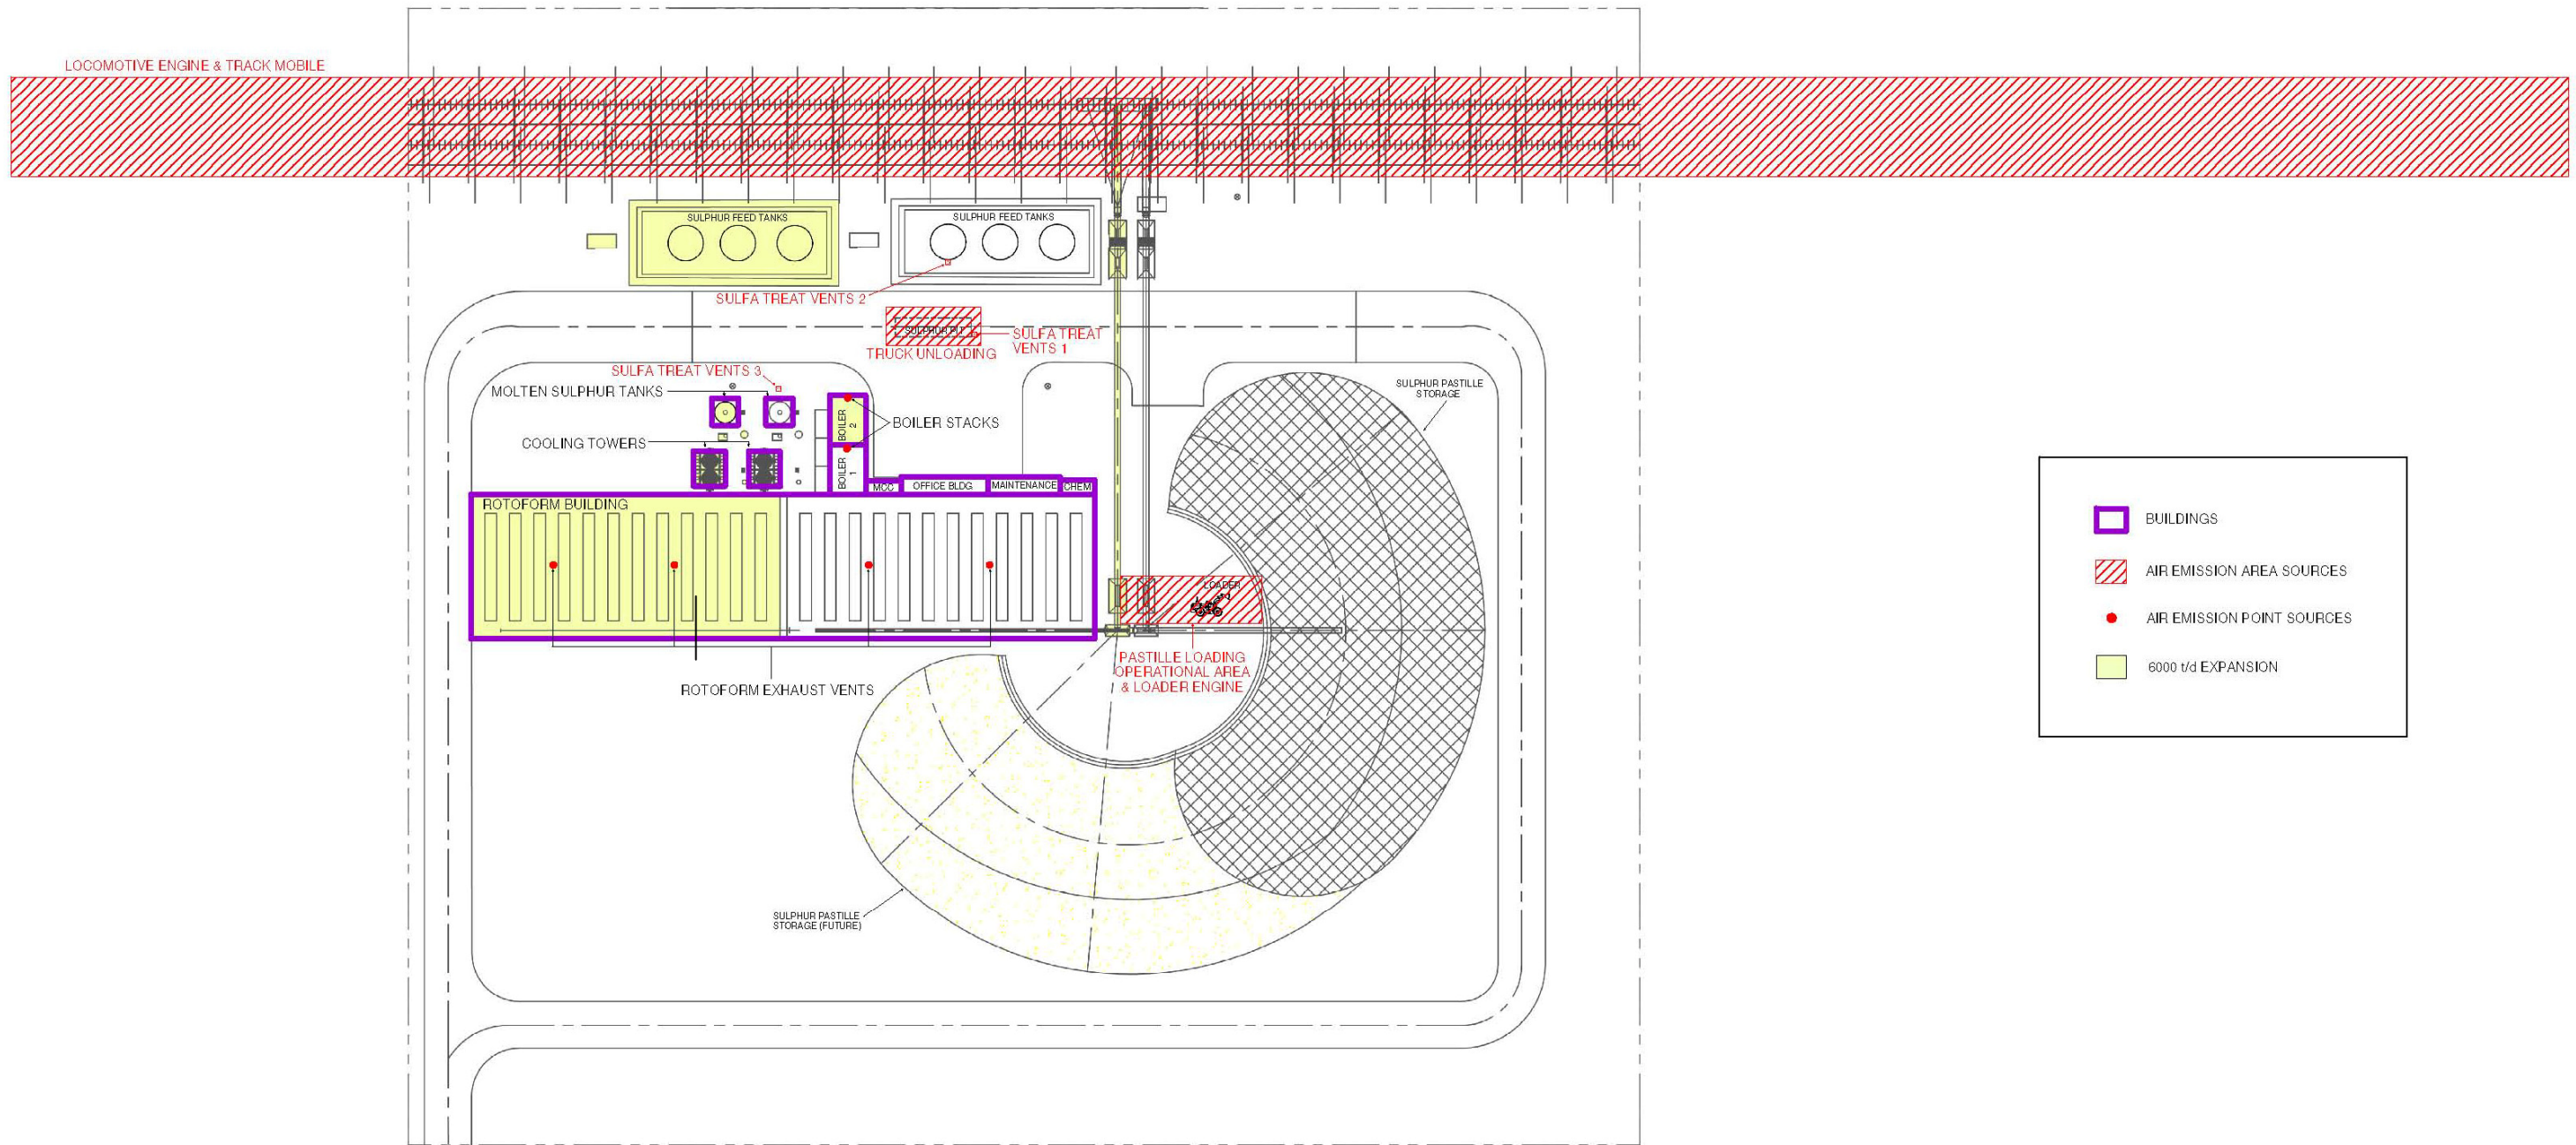 LOCOMOTIVE ENGINE & TRACK MOBILE
SULPHUR FEED TANKS
SULPHUR FEED TANKS
SULFA TREAT VENTS 2
SULPHUR PIT
SULFA TREAT
VENTS 1
TRUCK UNLOADING
SULFA TREAT VENTS 3
MOLTEN SULPHUR TANKS
COOLING TOWERS
BOILER
2
BOILER STACKS
BOILER
1
MCC
OFFICE BLDG.
MAINTENANCE
CHEM
SULPHUR PASTILLE
STORAGE
ROTOFORM BUILDING
LOADER
PASTILLE LOADING
OPERATIONAL AREA
& LOADER ENGINE
ROTOFORM EXHAUST VENTS
SULPHUR PASTILLE
STORAGE (FUTURE)
BUILDINGS
AIR EMISSION AREA SOURCES
AIR EMISSION POINT SOURCES
6000 t/d EXPANSION